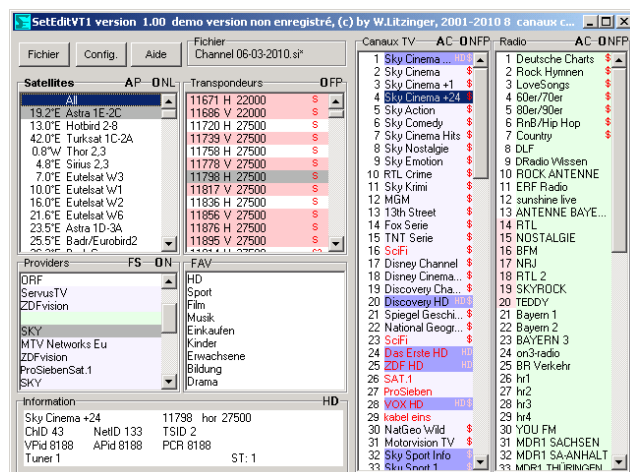 SetEditVT1 version 1.00 demo version non enregistré, (c) by W.Litzinger, 2001-2010 8 canaux c...
Fichier
Config.
Aide
Fichier
Channel 06-03-2010.si*
Satellites A P O N L
All
19.2°E Astra 1E-2C
13.0°E Hotbird 2-8
42.0°E Turksat 1C-2A
0.8°W Thor 2,3
4.8°E Sirius 2,3
7.0°E Eutelsat W3
10.0°E Eutelsat W1
16.0°E Eutelsat W2
21.6°E Eutelsat W6
23.5°E Astra 1D-3A
25.5°E Badr/Eurobird2
Transpondeurs O F P
11671 H 22000 S
11686 V 22000 S
11720 H 27500 S
11739 V 27500 S
11758 H 27500 S
11778 V 27500 S
11798 H 27500 S
11817 V 27500 S
11836 H 27500 S
11856 V 27500 S
11876 H 27500 S
11895 V 27500 S
Providers F S O N
ORF
ServusTV
ZDFvision
SKY
MTV Networks Eu
ZDFvision
ProSiebenSat.1
SKY
FAV
HD
Sport
Film
Musik
Einkaufen
Kinder
Erwachsene
Bildung
Drama
Information HD
Sky Cinema +24 11798 hor 27500
ChID 43 NetID 133 TSID 2
VPid 8188 APid 8188 PCR 8188
Tuner 1 ST: 1
Canaux TV A C O N F P
1 Sky Cinema ... HD $
2 Sky Cinema $
3 Sky Cinema +1 $
4 Sky Cinema +24 $
5 Sky Action $
6 Sky Comedy $
7 Sky Cinema Hits $
8 Sky Nostalgie $
9 Sky Emotion $
10 RTL Crime $
11 Sky Krimi $
12 MGM $
13 13th Street $
14 Fox Serie $
15 TNT Serie $
16 SciFi $
17 Disney Channel $
18 Disney Cinema... $
19 Discovery Cha... $
20 Discovery HD HD $
21 Spiegel Geschi... $
22 National Geogr... $
23 SciFi $
24 Das Erste HD HD
25 ZDF HD HD
26 SAT.1
27 ProSieben
28 VOX HD HD $
29 kabel eins
30 NatGeo Wild $
31 Motorvision TV $
32 Sky Sport Info $
33 Sky Sport 1 $
Radio A C O N F P
1 Deutsche Charts $
2 Rock Hymnen $
3 LoveSongs $
4 60er/70er $
5 80er/90er $
6 RnB/Hip Hop $
7 Country $
8 DLF
9 DRadio Wissen
10 ROCK ANTENNE
11 ERF Radio
12 sunshine live
13 ANTENNE BAYE...
14 RTL
15 NOSTALGIE
16 BFM
17 NRJ
18 RTL 2
19 SKYROCK
20 TEDDY
21 Bayern 1
22 Bayern 2
23 BAYERN 3
24 on3-radio
25 BR Verkehr
26 hr1
27 hr2
28 hr3
29 hr4
30 YOU FM
31 MDR1 SACHSEN
32 MDR1 SA-ANHALT
33 MDR1 THÜRINGEN